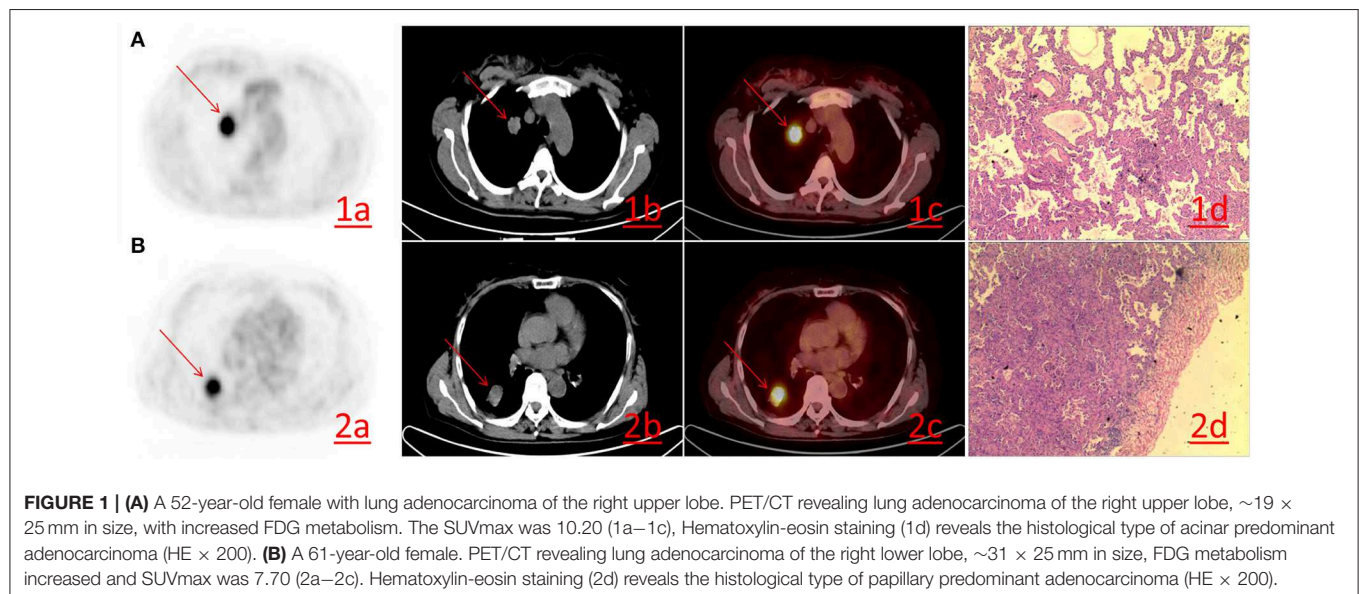 A
1a
1b
1c
1d
B
2a
2b
2c
2d
FIGURE 1 | (A) A 52-year-old female with lung adenocarcinoma of the right upper lobe. PET/CT revealing lung adenocarcinoma of the right upper lobe, ~19 ×
25 mm in size, with increased FDG metabolism. The SUVmax was 10.20 (1a–1c), Hematoxylin-eosin staining (1d) reveals the histological type of acinar predominant
adenocarcinoma (HE × 200). (B) A 61-year-old female. PET/CT revealing lung adenocarcinoma of the right lower lobe, ~31 × 25 mm in size, FDG metabolism
increased and SUVmax was 7.70 (2a–2c). Hematoxylin-eosin staining (2d) reveals the histological type of papillary predominant adenocarcinoma (HE × 200).